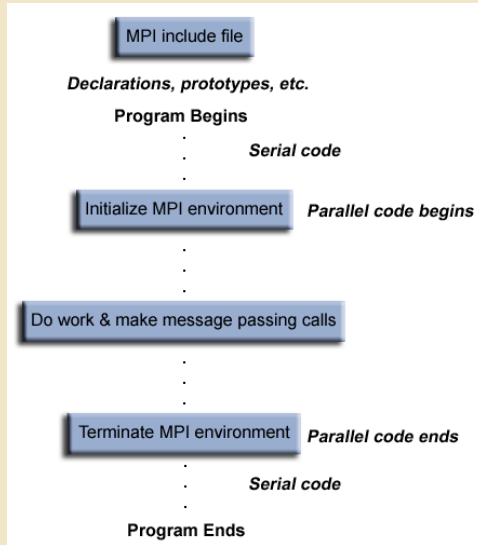 MPI include file
Declarations, prototypes, etc.
Program Begins
Serial code
Initialize MPI environment
Parallel code begins
Do work & make message passing calls
Terminate MPI environment
Parallel code ends
Serial code
Program Ends